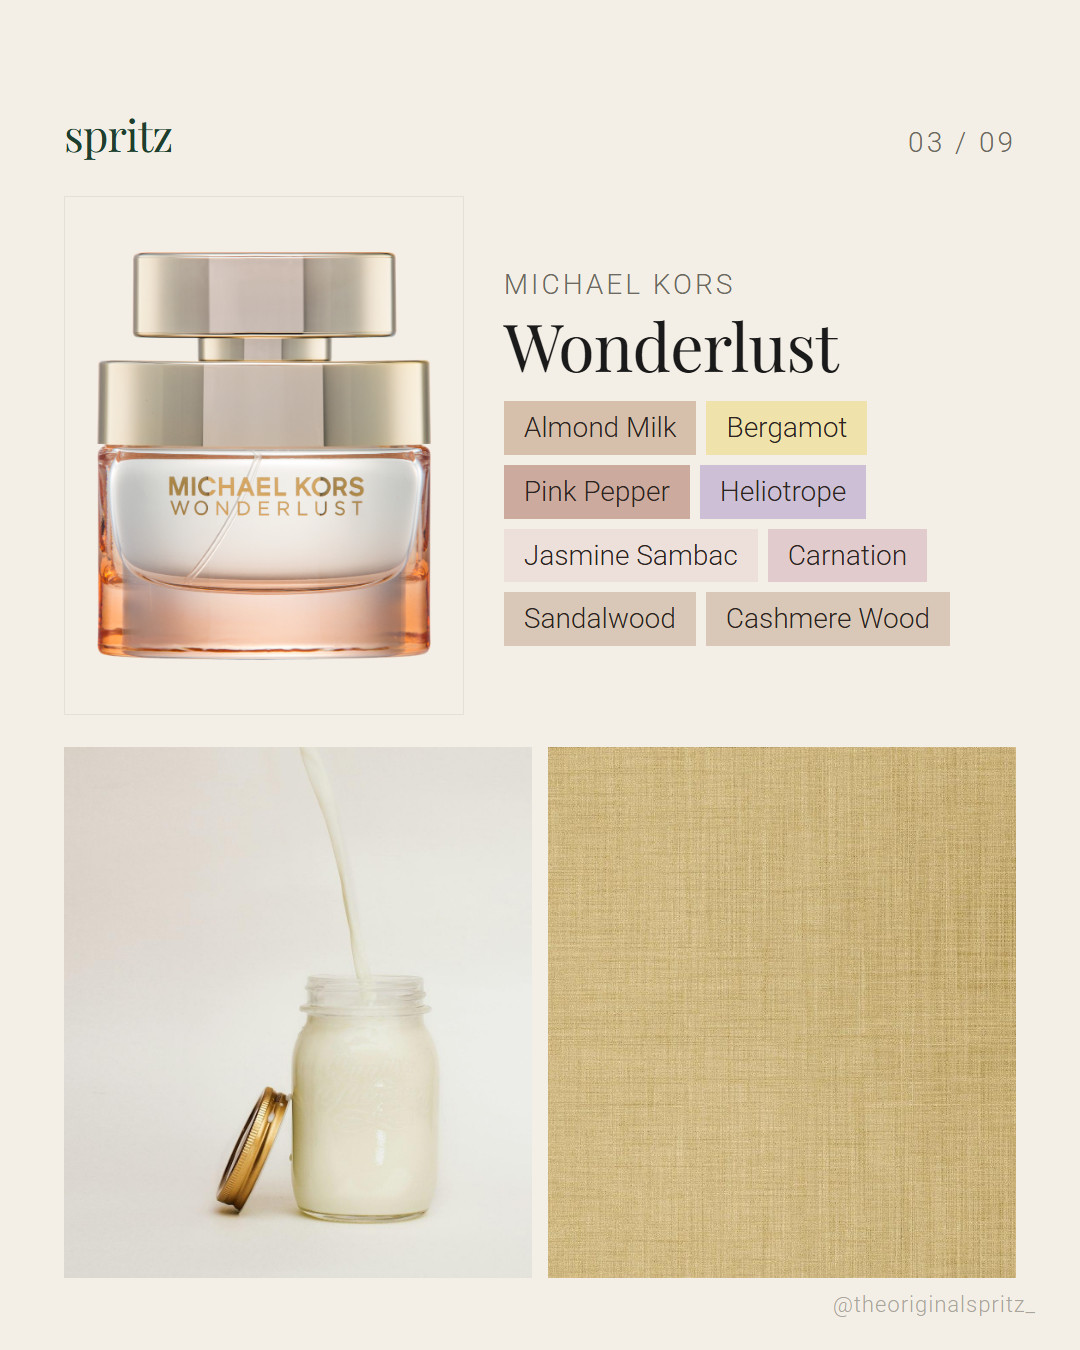 spritz
03 / 09
MICHAEL KORS
Wonderlust
Almond Milk
Bergamot
Pink Pepper
Heliotrope
Jasmine Sambac
Carnation
Sandalwood
Cashmere Wood
MICHAEL KORS
WONDERLUST
@theoriginalspritz_